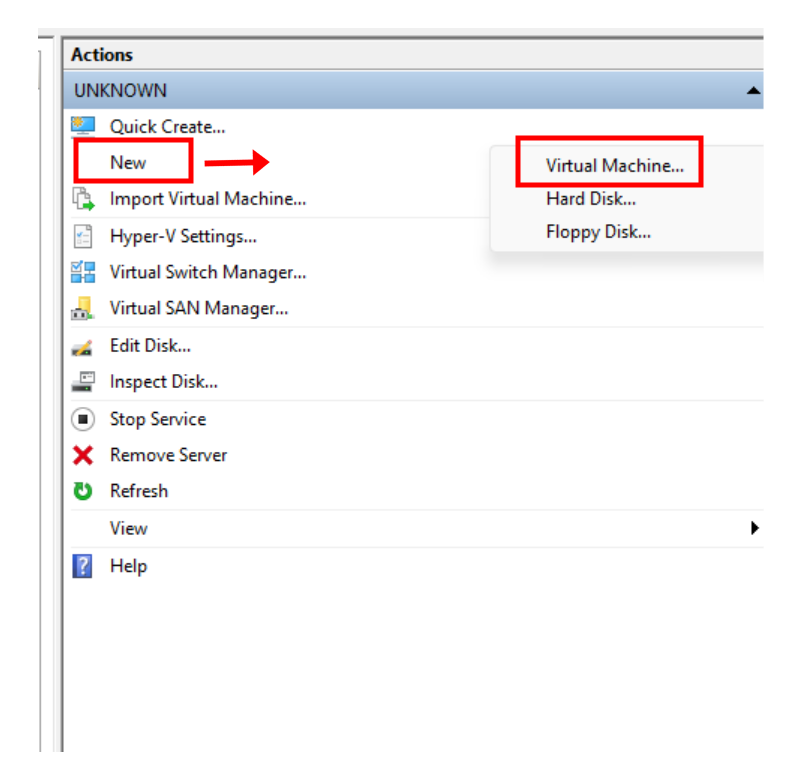 Actions
UNKNOWN
Quick Create...
New
Virtual Machine...
Import Virtual Machine...
Hard Disk...
Hyper-V Settings...
Floppy Disk...
Virtual Switch Manager...
Virtual SAN Manager...
Edit Disk...
Inspect Disk...
Stop Service
Remove Server
Refresh
View
Help